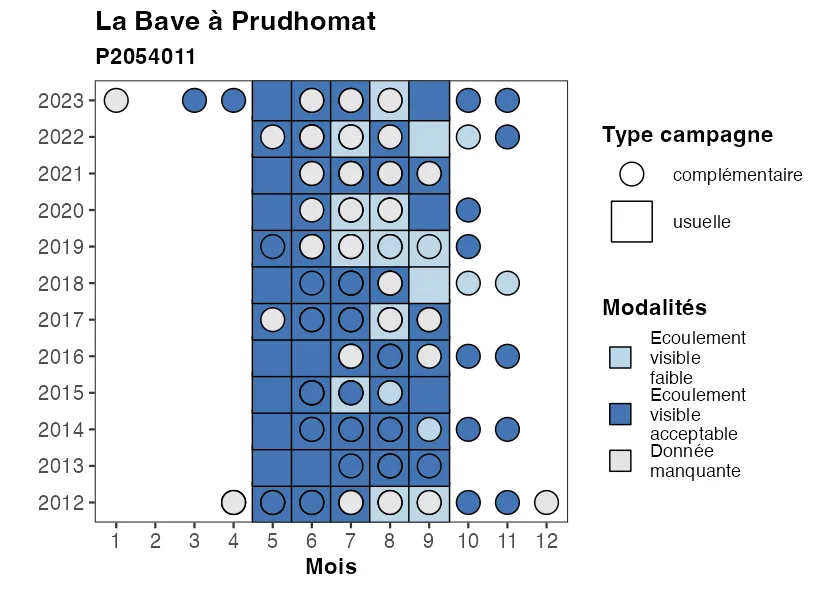 La Bave à Prudhomat
P2054011
2023
2022
2021
2020
2019
2018
2017
2016
2015
2014
2013
2012
1 2 3 4 5 6 7 8 9 10 11 12
Mois
Type campagne
complémentaire
usuelle
Modalités
Ecoulement
visible
faible
Ecoulement
visible
acceptable
Donnée
manquante